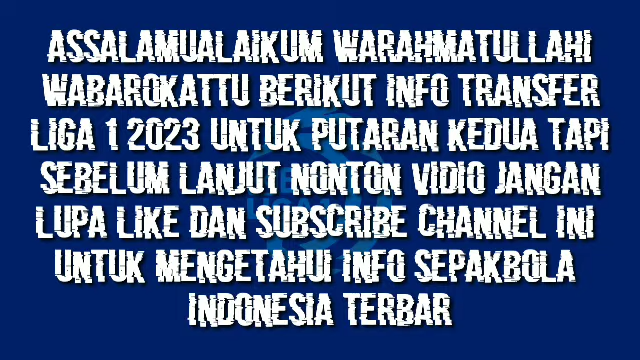 ASSALAMUALAIKUM WARAHMATULLAHI
WABAROKATTU BERIKUT INFO TRANSFER
LIGA 1 2023 UNTUK PUTARAN KEDUA TAPI
SEBELUM LANJUT NONTON VIDIO JANGAN
LUPA LIKE DAN SUBSCRIBE CHANNEL INI
UNTUK MENGETAHUI INFO SEPAKBOLA
INDONESIA TERBAR